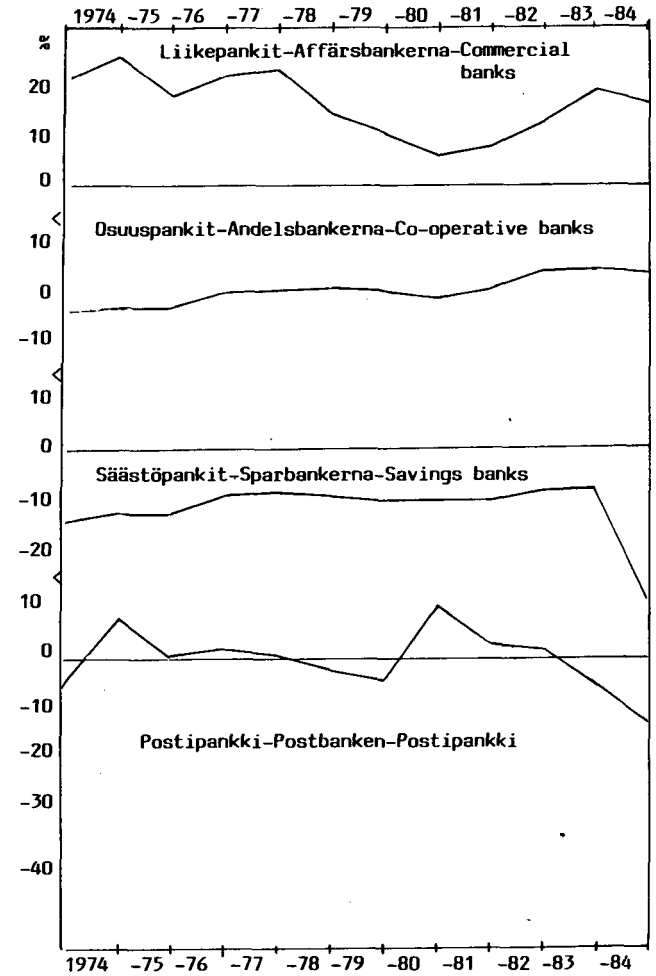 1974 -75 -76 -77 -78 -79 -80 -81 -82 -83 -84
%
Liikepankit-Affärsbankerna-Commercial
banks
20
10
0
<
10
Osuuspankit-Andelsbankerna-Co-operative banks
0
-10
<
10
0
Säästöpankit-Sparbankerna-Savings banks
-10
-20
<
10
0
-10
Postipankki-Postbanken-Postipankki
-20
-30
-40
1974 -75 -76 -77 -78 -79 -80 -81 -82 -83 -84